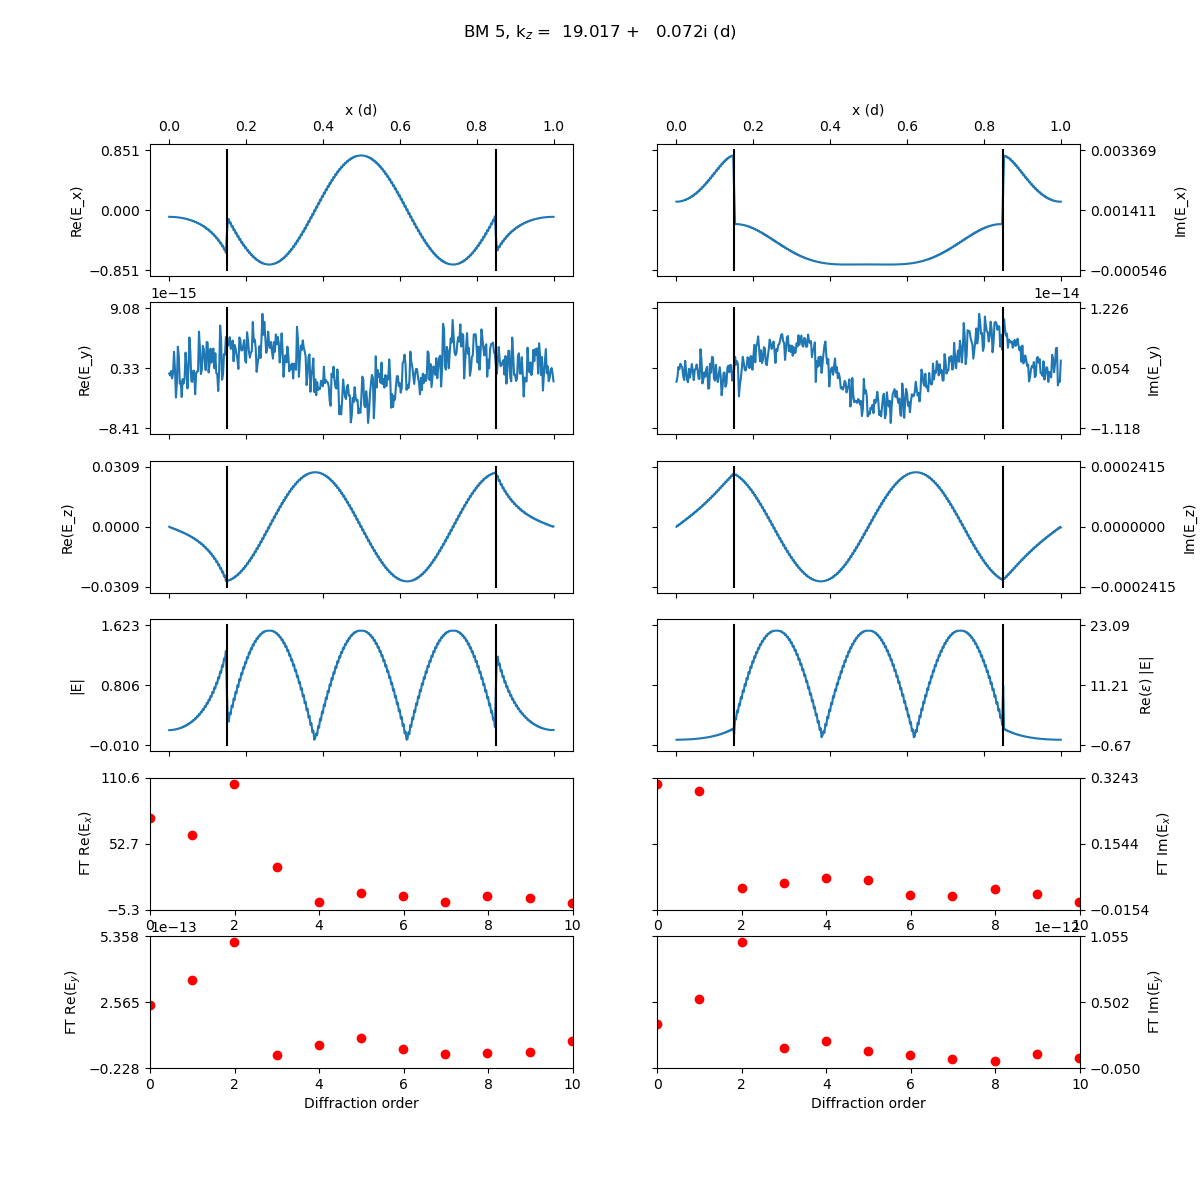 BM 5, k_z = 19.017 + 0.072i (d)
x (d)
x (d)
0.0 0.2 0.4 0.6 0.8 1.0
0.0 0.2 0.4 0.6 0.8 1.0
0.851
0.000
−0.851
Re(E_x)
0.003369
0.001411
−0.000546
Im(E_x)
1e−15
9.08
0.33
−8.41
Re(E_y)
1e−14
1.226
0.054
−1.118
Im(E_y)
0.0309
0.0000
−0.0309
Re(E_z)
0.0002415
0.0000000
−0.0002415
Im(E_z)
1.623
0.806
−0.010
|E|
23.09
11.21
−0.67
Re(ε) |E|
110.6
52.7
−5.3
FT Re(E_x)
0 2 4 6 8 10
0.3243
0.1544
−0.0154
FT Im(E_x)
0 2 4 6 8 10
1e−13
5.358
2.565
−0.228
FT Re(E_y)
0 2 4 6 8 10
Diffraction order
1e−12
1.055
0.502
−0.050
FT Im(E_y)
0 2 4 6 8 10
Diffraction order